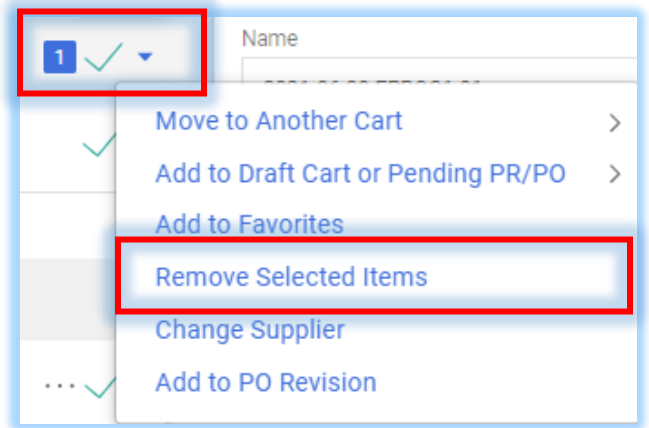 1
Name
Move to Another Cart
Add to Draft Cart or Pending PR/PO
Add to Favorites
Remove Selected Items
Change Supplier
Add to PO Revision